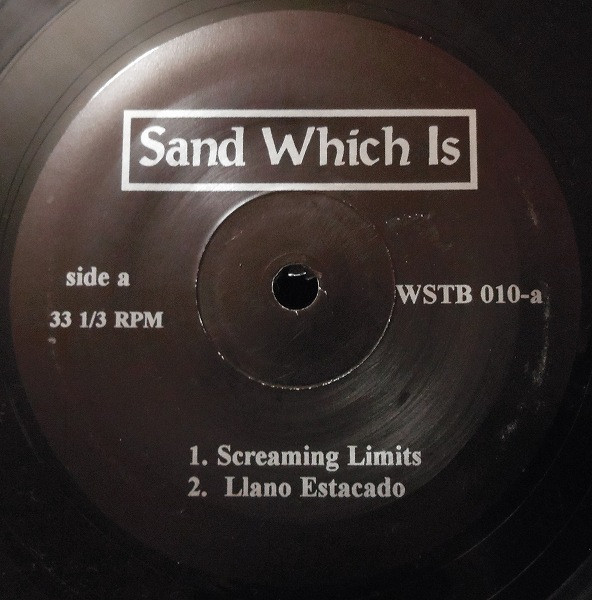 Sand Which Is
side a
33 1/3 RPM
WSTB 010-a
1. Screaming Limits
2. Llano Estacado